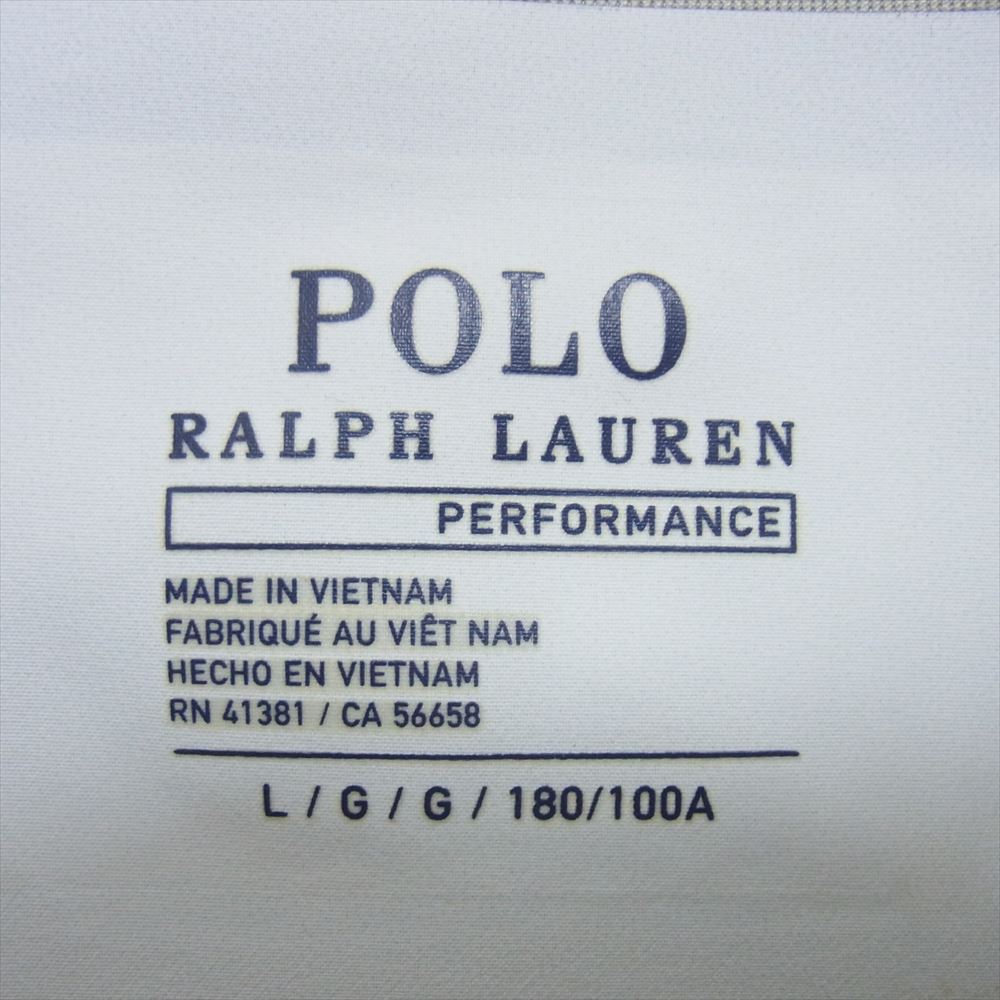 POLO
RALPH LAUREN
PERFORMANCE
MADE IN VIETNAM
FABRIQUÉ AU VIÊT NAM
HECHO EN VIETNAM
RN 41381 / CA 56658
L / G / G / 180/100A